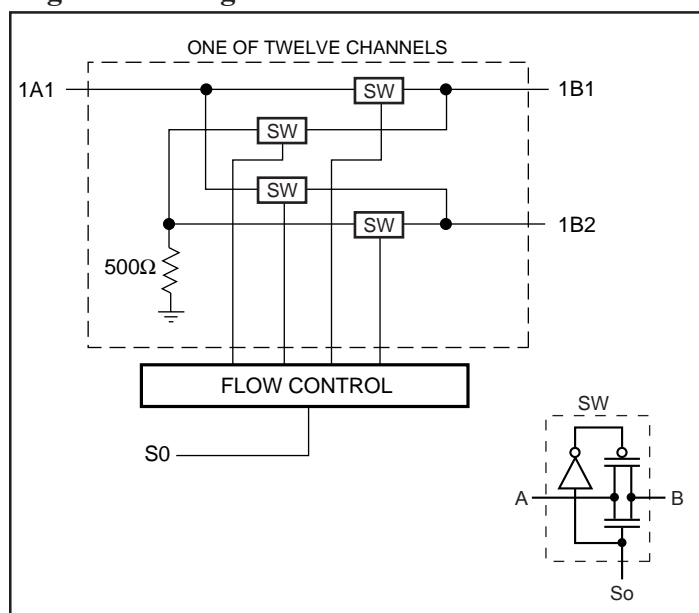 ONE OF TWELVE CHANNELS
1A1
SW
1B1
SW
SW
SW
1B2
500Ω
FLOW CONTROL
S0
SW
A
B
So